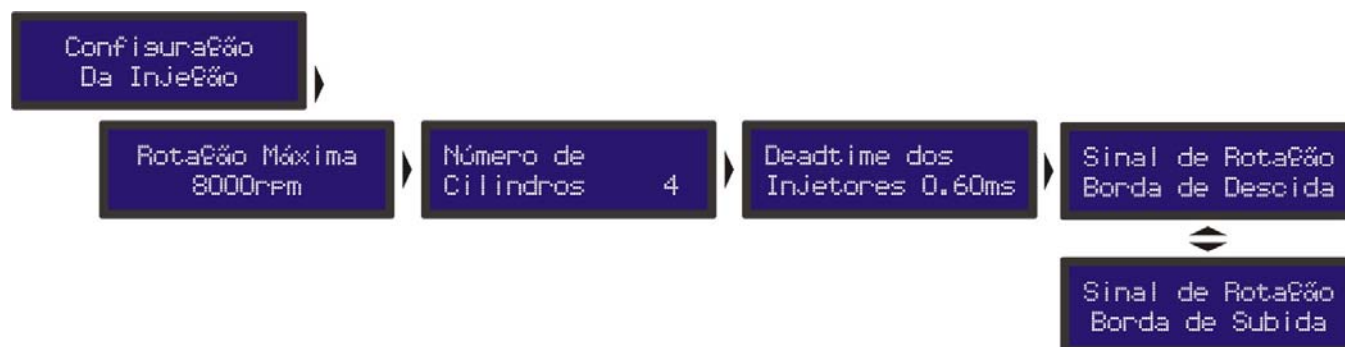 Configuração
Da Injeção
Rotação Máxima
8000rpm
Número de
Cilindros 4
Deadtime dos
Injetores 0.60ms
Sinal de Rotação
Borda de Descida
Sinal de Rotação
Borda de Subida